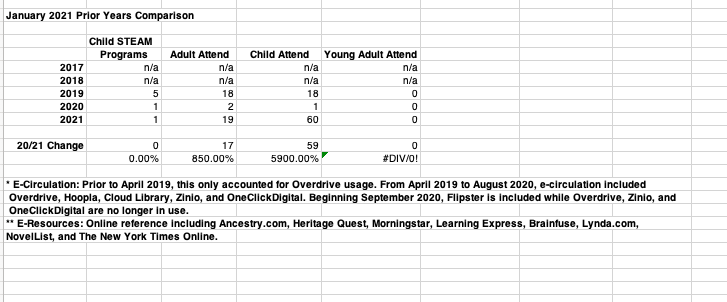 January 2021 Prior Years Comparison
Child STEAM
Programs Adult Attend Child Attend Young Adult Attend
2017 n/a n/a n/a n/a
2018 n/a n/a n/a n/a
2019 5 18 18 0
2020 1 2 1 0
2021 1 19 60 0
20/21 Change 0 17 59 0
0.00% 850.00% 5900.00% #DIV/0!
* E-Circulation: Prior to April 2019, this only accounted for Overdrive usage. From April 2019 to August 2020, e-circulation included
Overdrive, Hoopla, Cloud Library, Zinio, and OneClickDigital. Beginning September 2020, Flipster is included while Overdrive, Zinio, and
OneClickDigital are no longer in use.
** E-Resources: Online reference including Ancestry.com, Heritage Quest, Morningstar, Learning Express, Brainfuse, Lynda.com,
NovelList, and The New York Times Online.